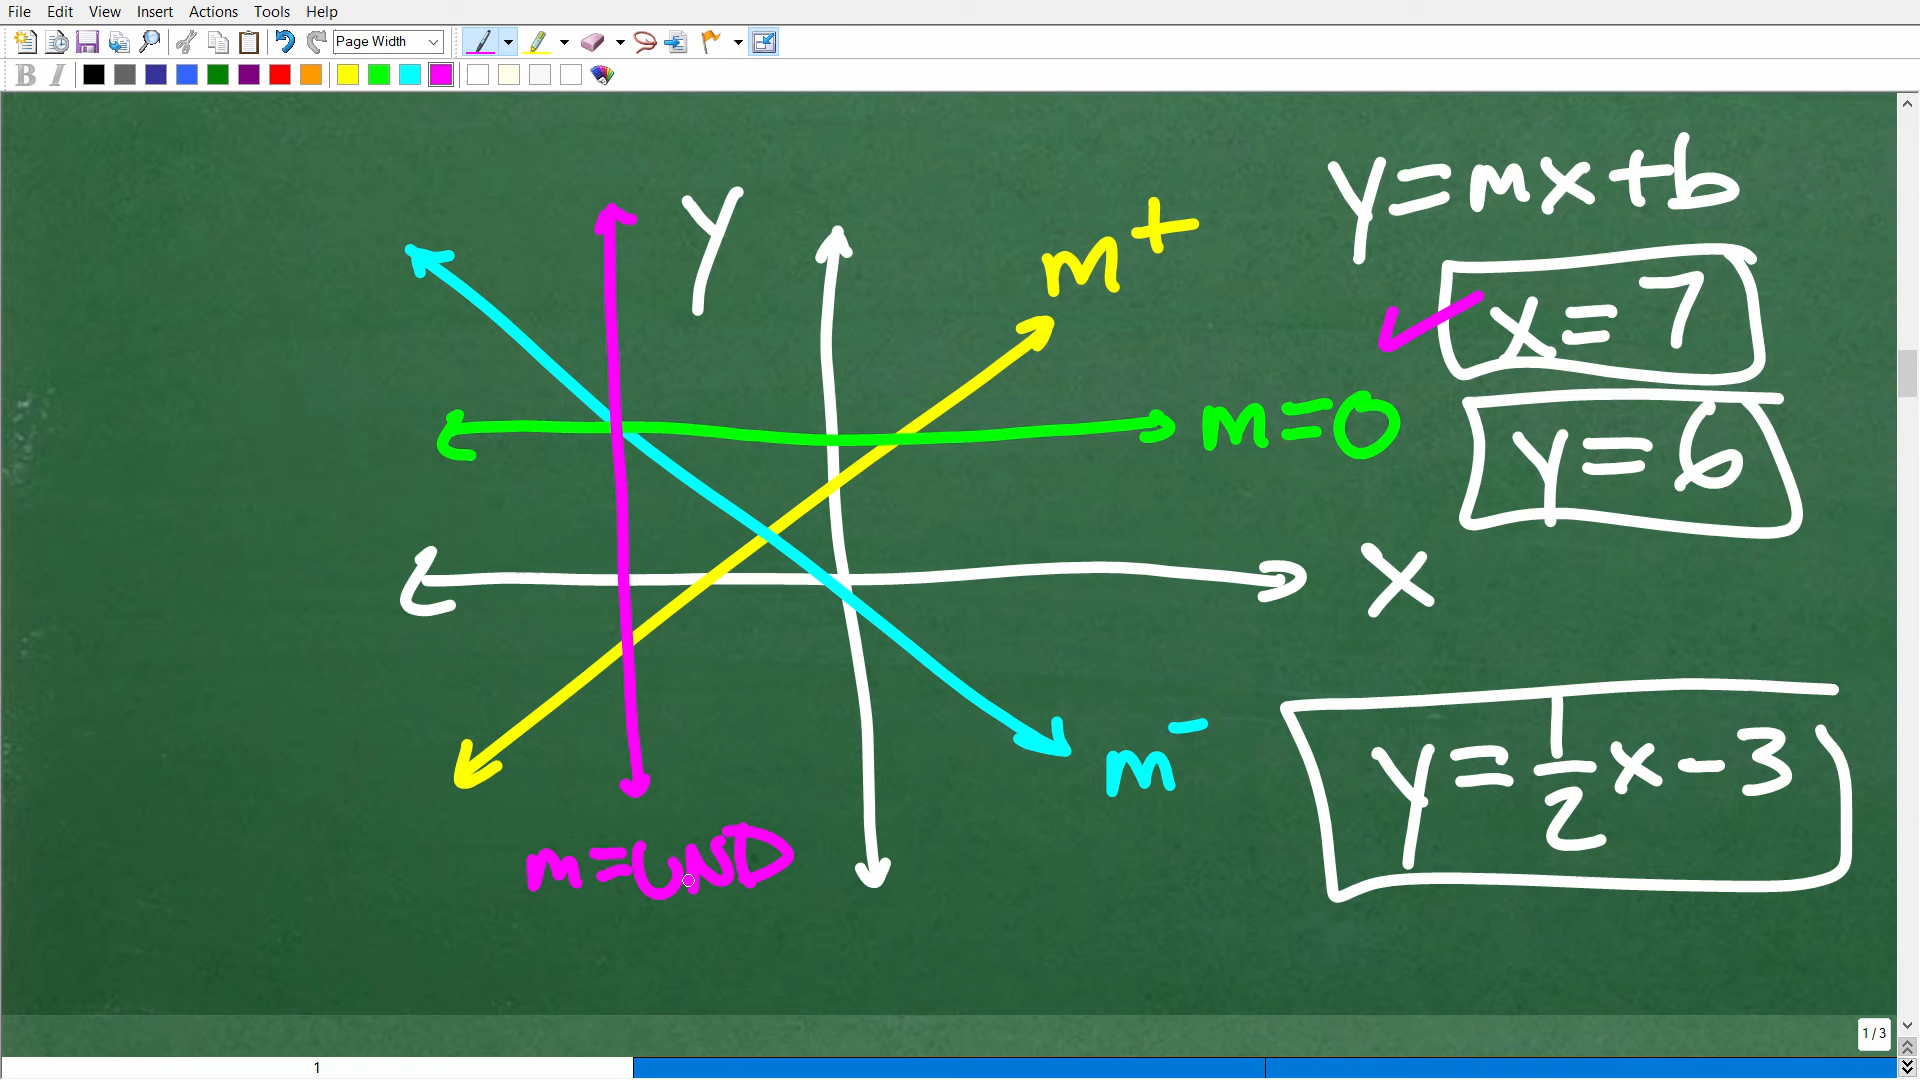 File Edit View Insert Actions Tools Help
Page Width
B I
y=mx+b
y
m+
x=7
m=0
y=6
x
m-
y=1/2x-3
m=UND
1 / 3
1